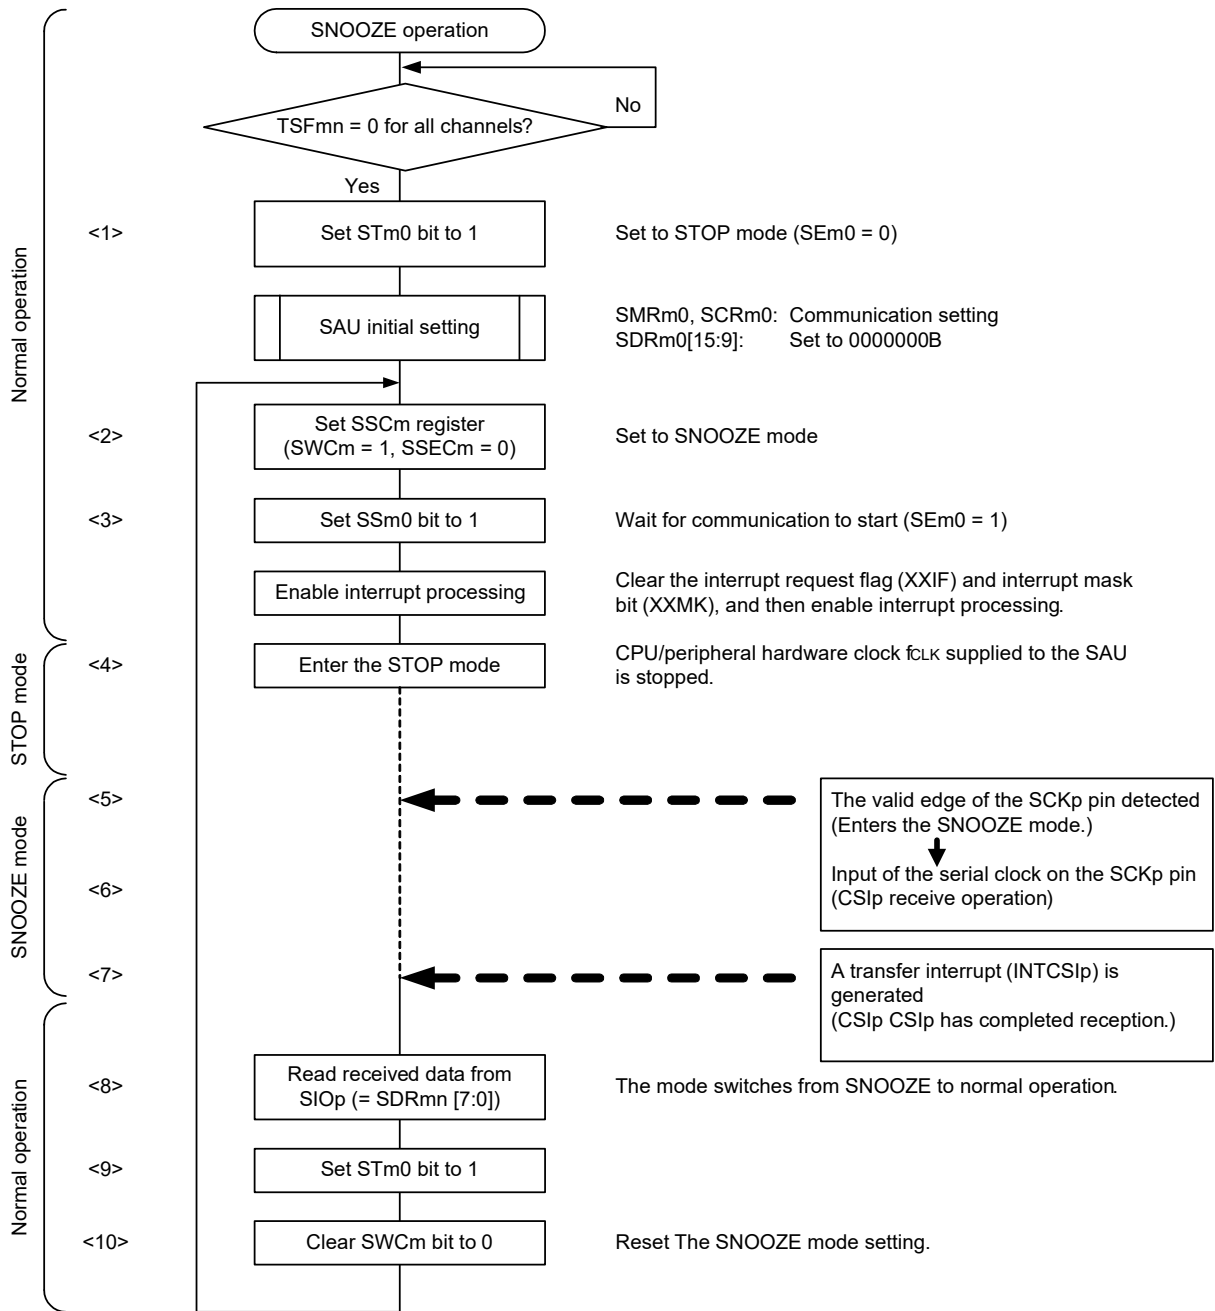 SNOOZE operation
No
TSFmn = 0 for all channels?
Yes
Normal operation
<1>
Set STm0 bit to 1
Set to STOP mode (SEm0 = 0)
SAU initial setting
SMRm0, SCRm0: Communication setting
SDRm0[15:9]: Set to 0000000B
<2>
Set SSCm register
(SWCm = 1, SSECm = 0)
Set to SNOOZE mode
<3>
Set SSm0 bit to 1
Wait for communication to start (SEm0 = 1)
Enable interrupt processing
Clear the interrupt request flag (XXIF) and interrupt mask
bit (XXMK), and then enable interrupt processing.
STOP mode
<4>
Enter the STOP mode
CPU/peripheral hardware clock fCLK supplied to the SAU
is stopped.
SNOOZE mode
<5>
The valid edge of the SCKp pin detected
(Enters the SNOOZE mode.)
<6>
Input of the serial clock on the SCKp pin
(CSIp receive operation)
<7>
A transfer interrupt (INTCSIp) is
generated
(CSIp CSIp has completed reception.)
Normal operation
<8>
Read received data from
SIOp (= SDRmn [7:0])
The mode switches from SNOOZE to normal operation.
<9>
Set STm0 bit to 1
<10>
Clear SWCm bit to 0
Reset The SNOOZE mode setting.